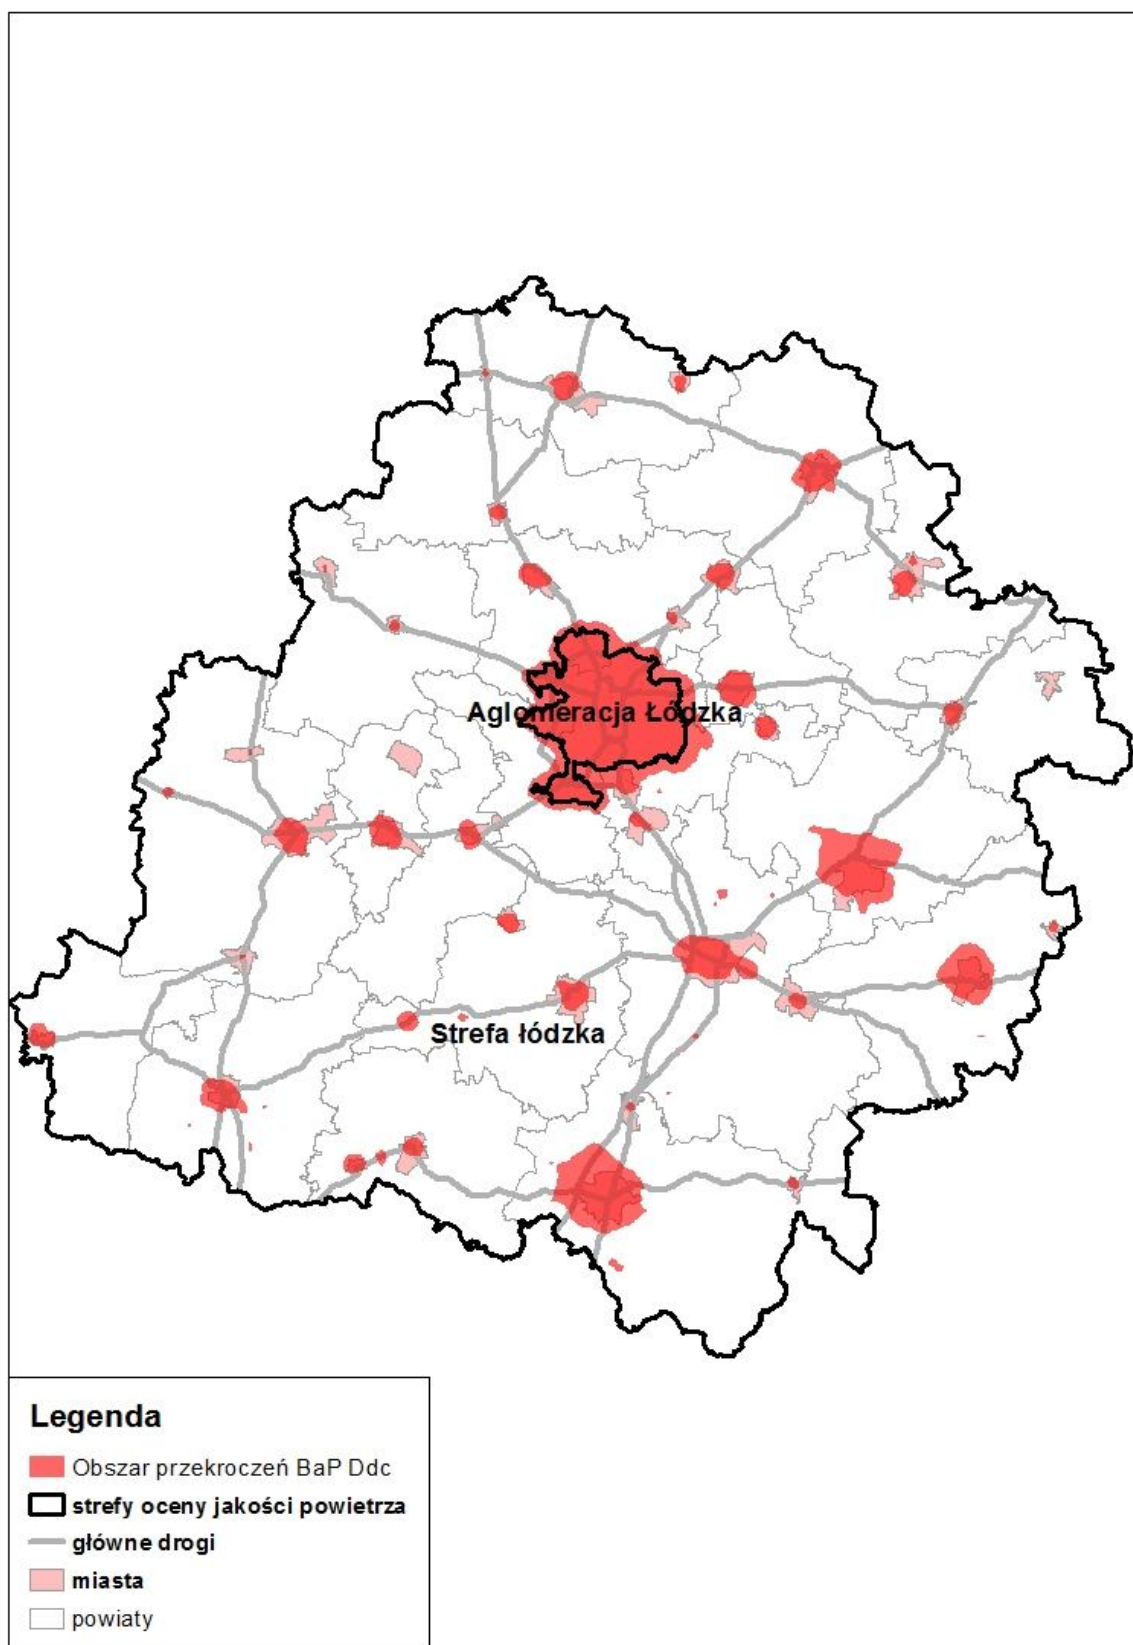 Aglomeracja Łódzka
Strefa łódzka
Legenda
Obszar przekroczeń BaP Ddc
strefy oceny jakości powietrza
główne drogi
miasta
powiaty